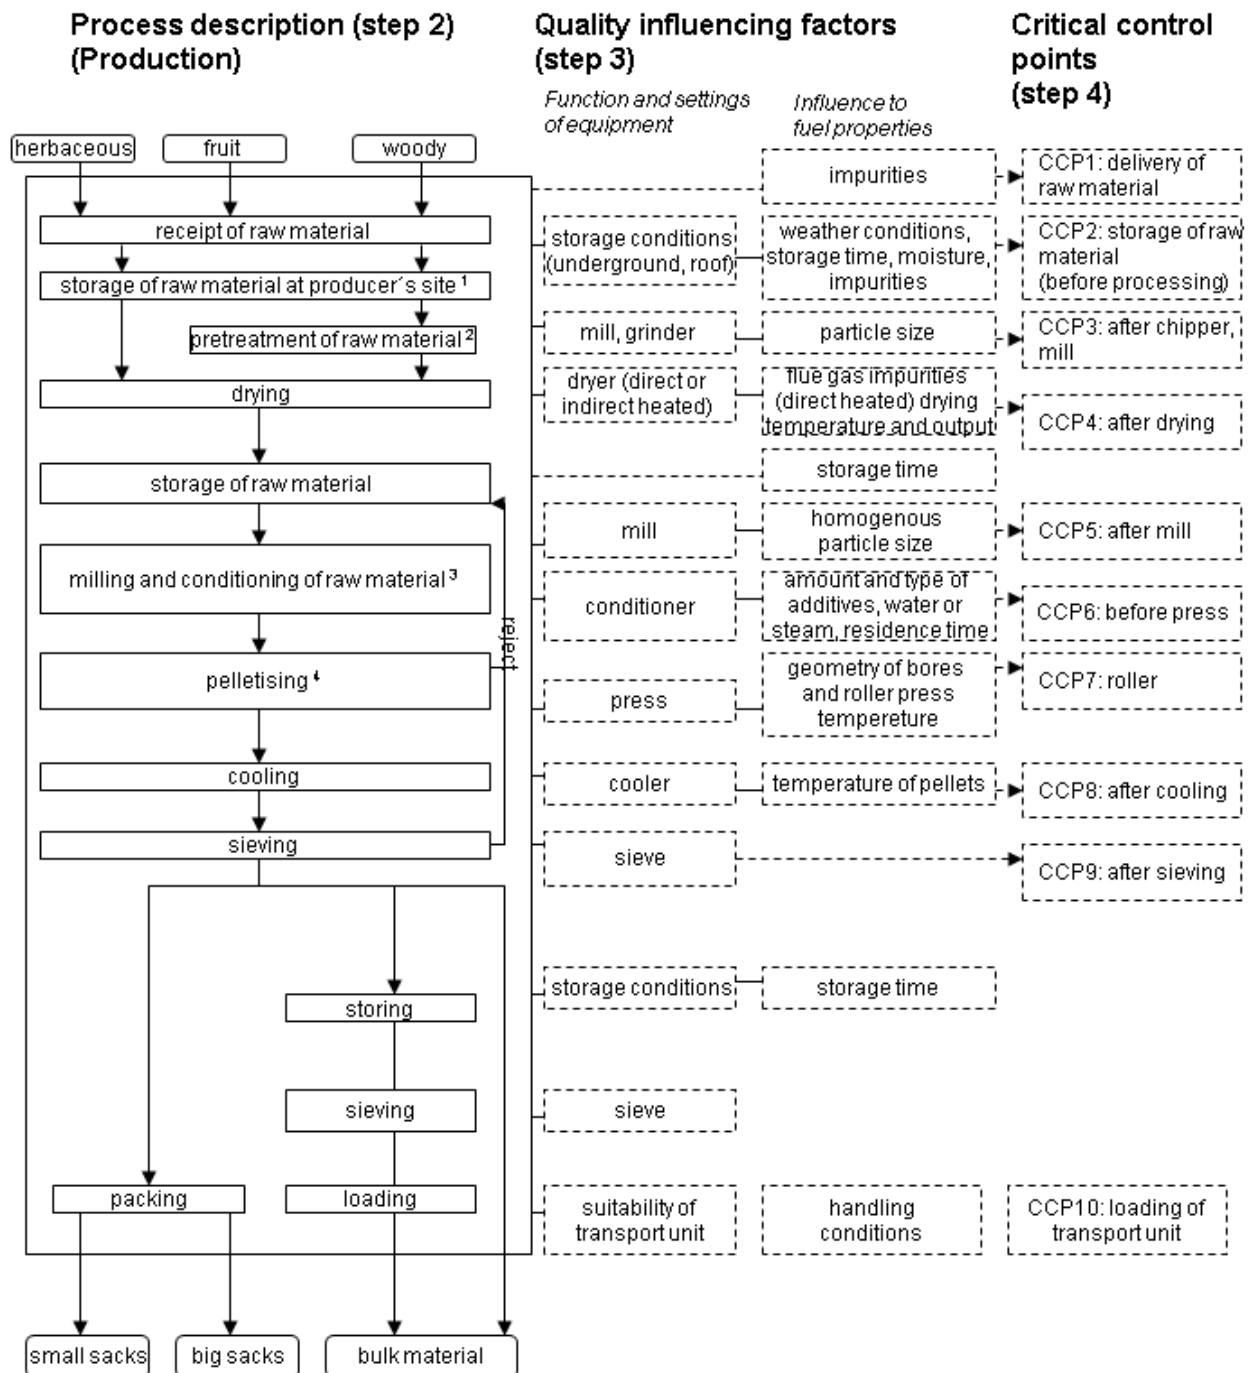 Process description (step 2)
(Production)
Quality influencing factors
(step 3)
Critical control
points
(step 4)
Function and settings
of equipment
Influence to
fuel properties
herbaceous
fruit
woody
impurities
CCP1: delivery of
raw material
receipt of raw material
storage conditions
(underground, roof)
weather conditions,
storage time, moisture,
impurities
CCP2: storage of raw
material
(before processing)
storage of raw material at producer´s site 1
pretreatment of raw material 2
mill, grinder
particle size
CCP3: after chipper,
mill
drying
dryer (direct or
indirect heated)
flue gas impurities
(direct heated) drying
temperature and output
CCP4: after drying
storage of raw material
storage time
mill
homogenous
particle size
CCP5: after mill
milling and conditioning of raw material 3
conditioner
amount and type of
additives, water or
steam, residence time
CCP6: before press
reject
pelletising 4
press
geometry of bores
and roller press
tempereture
CCP7: roller
cooling
cooler
temperature of pellets
CCP8: after cooling
sieving
sieve
CCP9: after sieving
storing
storage conditions
storage time
sieving
sieve
packing
loading
suitability of
transport unit
handling
conditions
CCP10: loading of
transport unit
small sacks
big sacks
bulk material